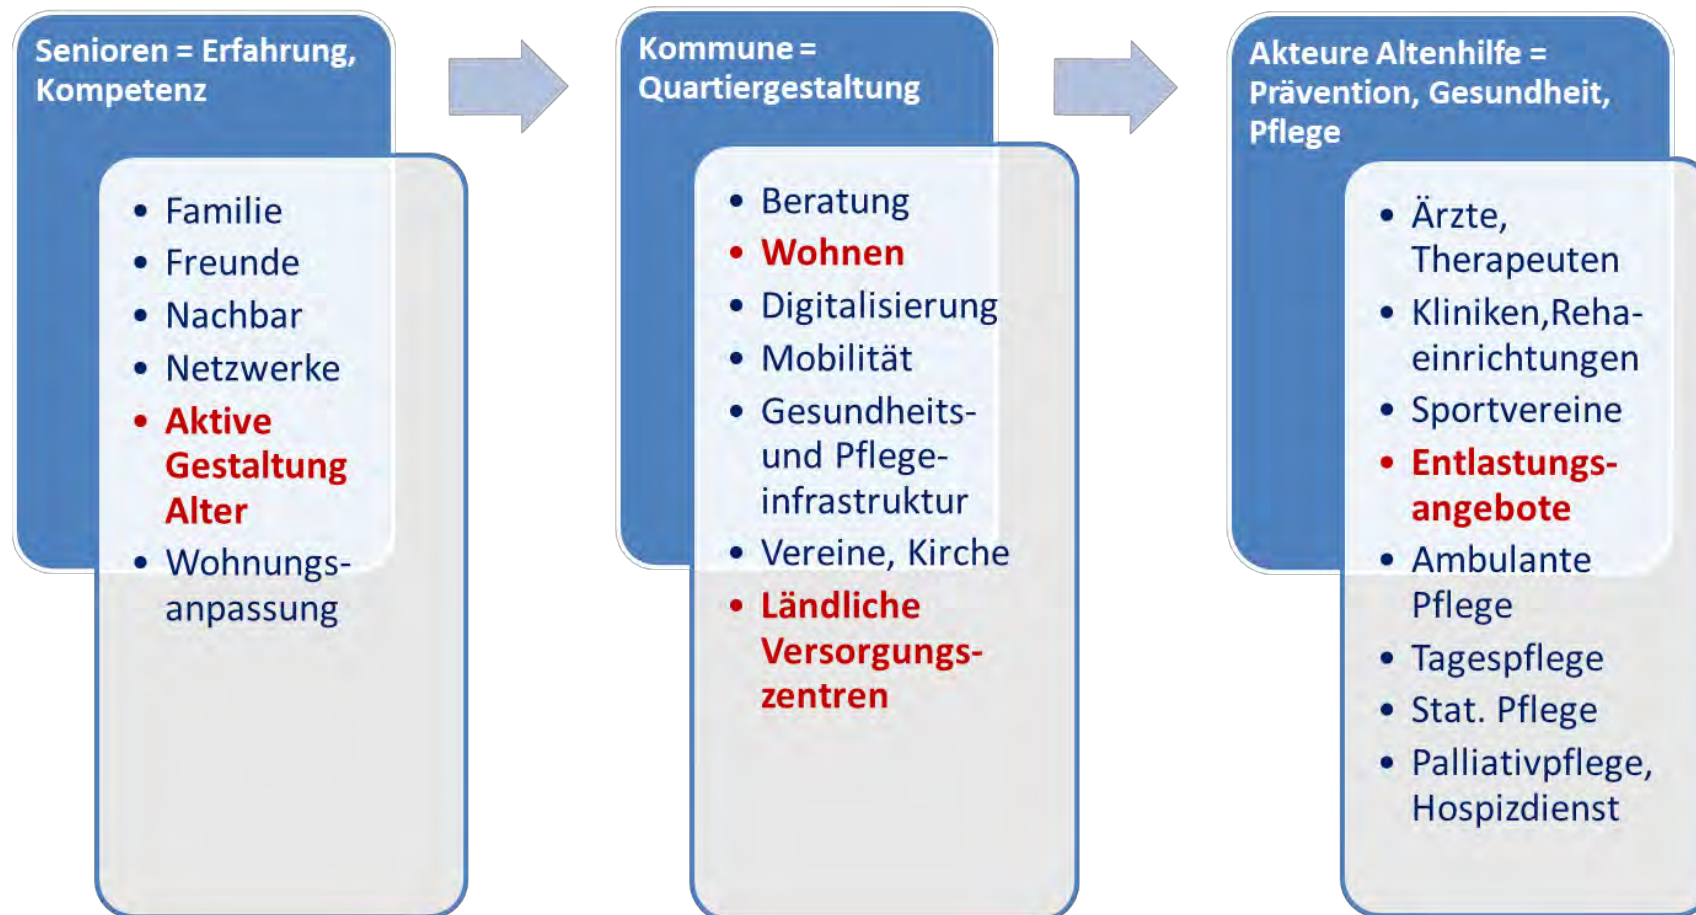 Senioren = Erfahrung,
Kompetenz
• Familie
• Freunde
• Nachbar
• Netzwerke
• Aktive
Gestaltung
Alter
• Wohnungs-
anpassung
Kommune =
Quartiergestaltung
• Beratung
• Wohnen
• Digitalisierung
• Mobilität
• Gesundheits-
und Pflege-
infrastruktur
• Vereine, Kirche
• Ländliche
Versorgungs-
zentren
Akteure Altenhilfe =
Prävention, Gesundheit,
Pflege
• Ärzte,
Therapeuten
• Kliniken,Reha-
einrichtungen
• Sportvereine
• Entlastungs-
angebote
• Ambulante
Pflege
• Tagespflege
• Stat. Pflege
• Palliativpflege,
Hospizdienst